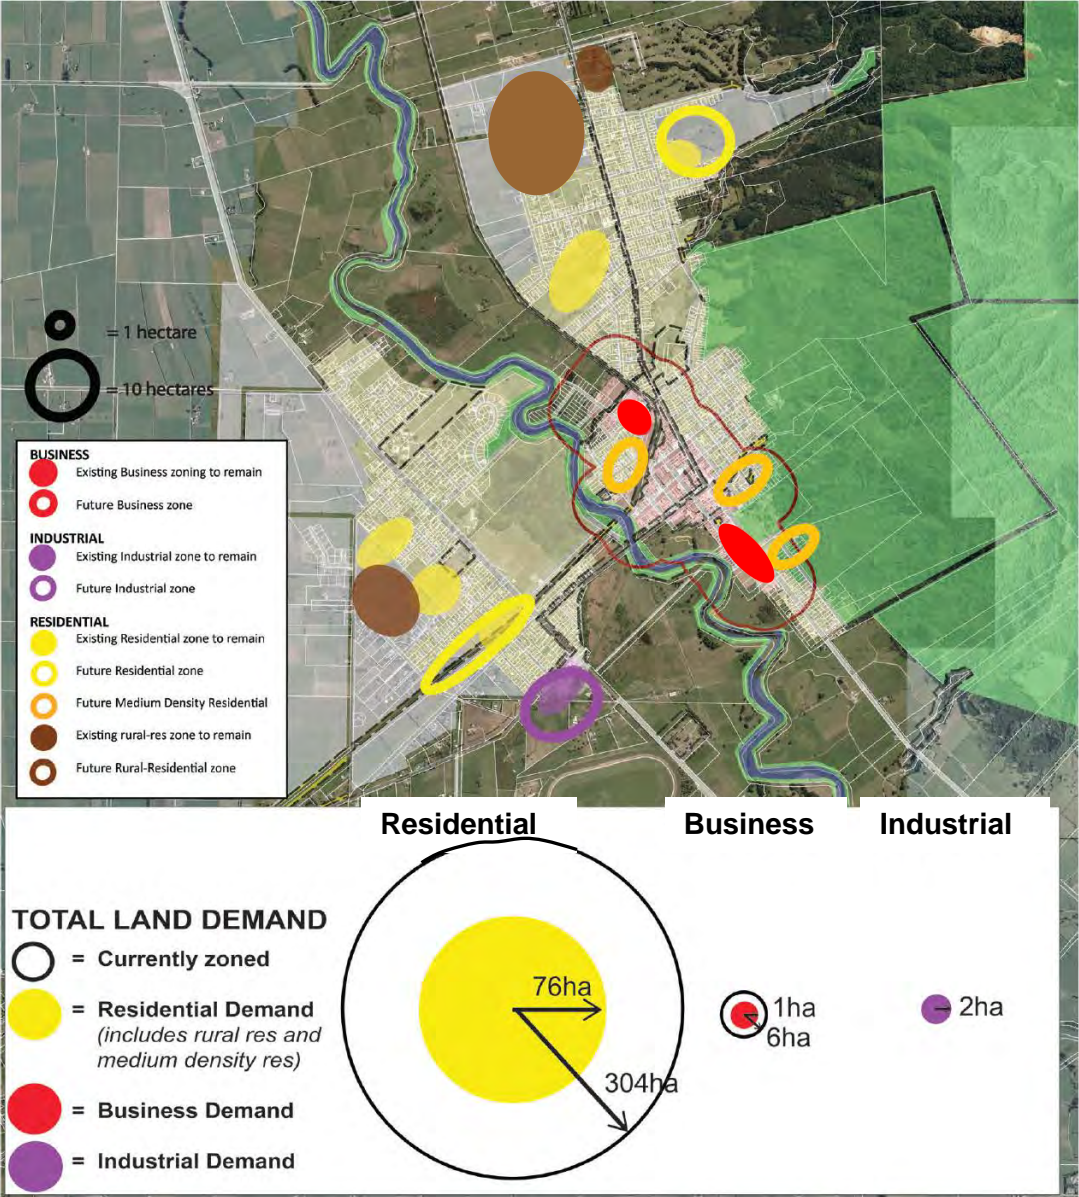 = 1 hectare
= 10 hectares
BUSINESS
Existing Business zoning to remain
Future Business zone
INDUSTRIAL
Existing Industrial zone to remain
Future Industrial zone
RESIDENTIAL
Existing Residential zone to remain
Future Residential zone
Future Medium Density Residential
Existing rural-res zone to remain
Future Rural-Residential zone
Residential
Business
Industrial
TOTAL LAND DEMAND
= Currently zoned
= Residential Demand
(includes rural res and
medium density res)
= Business Demand
= Industrial Demand
76ha
304ha
1ha
6ha
2ha